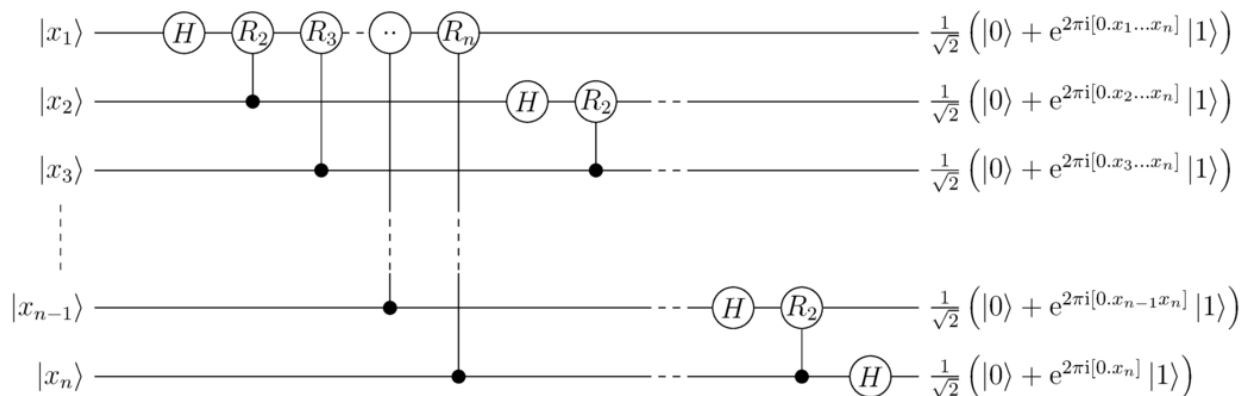 |x₁⟩ H R₂ R₃ ·· Rₙ 1/√2 (|0⟩ + e^{2πi[0.x₁...xₙ]} |1⟩)
|x₂⟩ H R₂ 1/√2 (|0⟩ + e^{2πi[0.x₂...xₙ]} |1⟩)
|x₃⟩ 1/√2 (|0⟩ + e^{2πi[0.x₃...xₙ]} |1⟩)
|xₙ₋₁⟩ H R₂ 1/√2 (|0⟩ + e^{2πi[0.xₙ₋₁xₙ]} |1⟩)
|xₙ⟩ H 1/√2 (|0⟩ + e^{2πi[0.xₙ]} |1⟩)